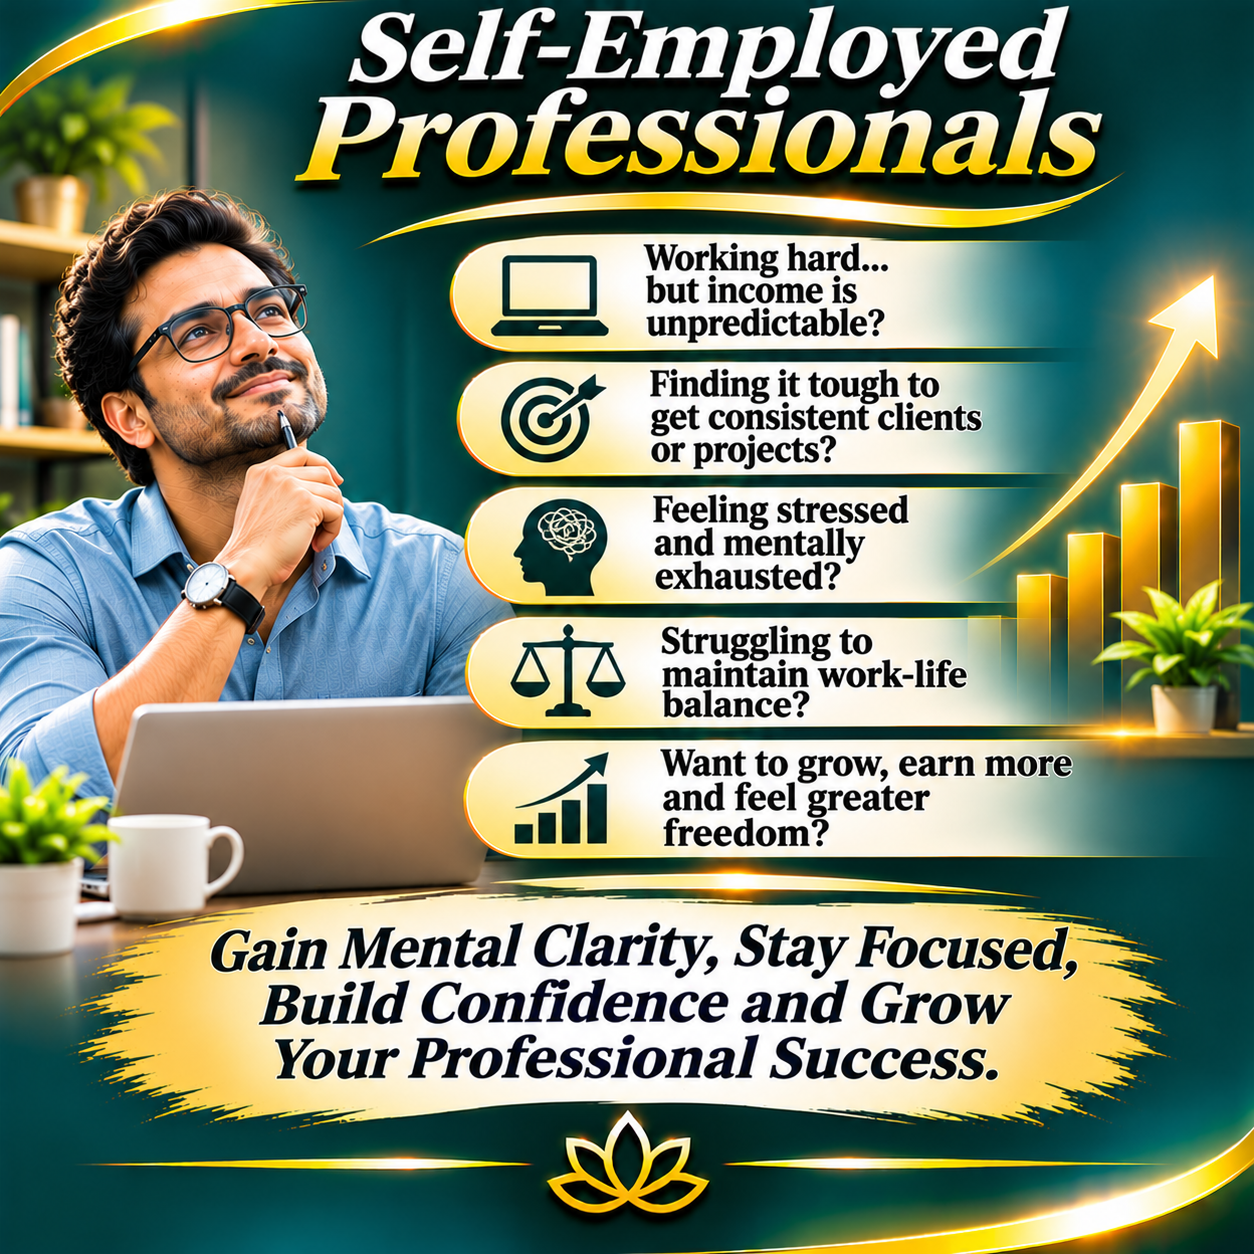 Self-Employed
Professionals
Working hard...
but income is
unpredictable?
Finding it tough to
get consistent clients
or projects?
Feeling stressed
and mentally
exhausted?
Struggling to
maintain work-life
balance?
Want to grow, earn more
and feel greater
freedom?
Gain Mental Clarity, Stay Focused,
Build Confidence and Grow
Your Professional Success.